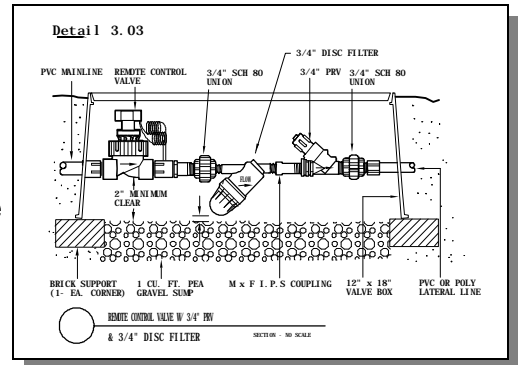 Detail 3.03
3/4" DISC FILTER
PVC MAINLINE
REMOTE CONTROL
VALVE
3/4" SCH 80
UNION
3/4" PRV
3/4" SCH 80
UNION
FLOW
2" MINIMUM
CLEAR
BRICK SUPPORT
(1- EA. CORNER)
1 CU. FT. PEA
GRAVEL SUMP
M x F I.P.S COUPLING
12" x 18"
VALVE BOX
PVC OR POLY
LATERAL LINE
REMOTE CONTROL VALVE W/ 3/4" PRV
& 3/4" DISC FILTER
SECTION - NO SCALE